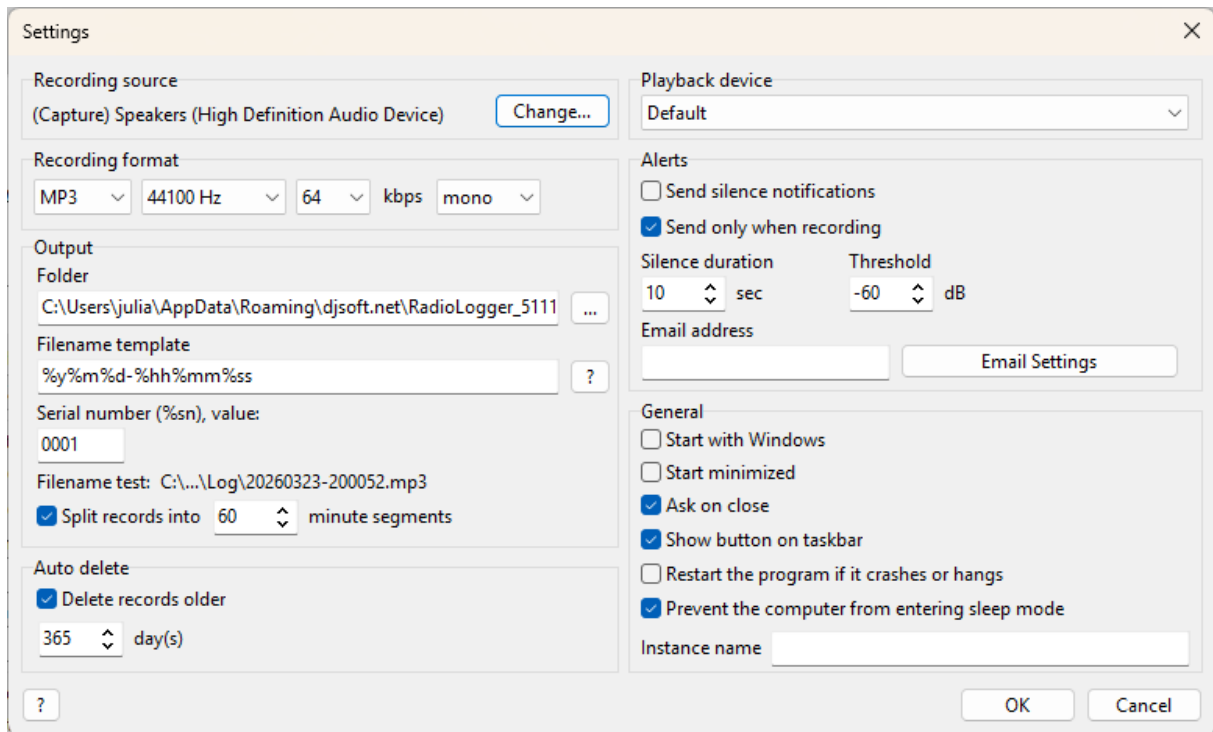 Settings
Recording source
(Capture) Speakers (High Definition Audio Device)
Change...
Recording format
MP3
44100 Hz
64
kbps
mono
Output
Folder
C:\Users\julia\AppData\Roaming\djsoft.net\RadioLogger_5111
...
Filename template
%y%m%d-%hh%mm%ss
?
Serial number (%sn), value:
0001
Filename test: C:\...\Log\20260323-200052.mp3
Split records into 60 minute segments
Auto delete
Delete records older
365 day(s)
?
Playback device
Default
Alerts
Send silence notifications
Send only when recording
Silence duration Threshold
10 sec -60 dB
Email address
Email Settings
General
Start with Windows
Start minimized
Ask on close
Show button on taskbar
Restart the program if it crashes or hangs
Prevent the computer from entering sleep mode
Instance name
OK
Cancel